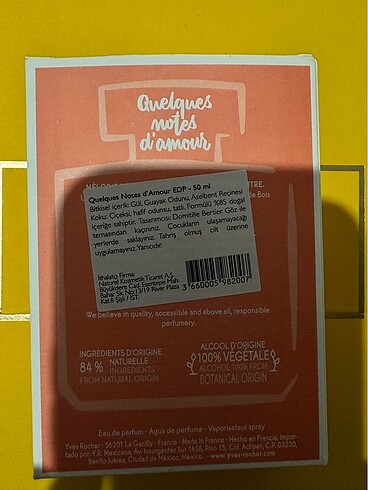 Quelques
notes
d'amour
Quelques Notes d'Amour EDP - 50 ml
Bitkisel içerik: Gül, Guayak Odunu, Aselbent Reçinesi
Koku: Çiçeksi, hafif odunsu, tatlı. Formülü %85 doğal
içeriğe sahiptir. Tasarımcısı: Domitille Bertier. Göz ile
temasından kaçınınız. Çocukların ulaşamayacağı
yerlerde saklayınız. Tahriş olmuş cilt üzerine
uygulamayınız. Yanıcıdır.
TRE.
le Bois
İthalatçı Firma:
Naturel Kozmetik Ticaret A.Ş.
Büyükdere Cad. Esentepe Mah.
Bahar Sk. No:13/19 River Plaza
Kat:8 Şişli / İST.
3 660005 982007
We believe in quality, accessible and above all, responsible
perfumery.
INGRÉDIENTS D'ORIGINE
84 % NATURELLE
INGREDIENTS
FROM NATURAL ORIGIN
ALCOOL D'ORIGINE
100% VÉGÉTALE
ALCOHOL 100% FROM
BOTANICAL ORIGIN
Eau de parfum - Agua de perfume - Vaporisateur spray
Yves Rocher - 56201 La Gacilly - France - Made in France - Hecho en Francia. Impor-
tado por: Y.R. Mexicana, Av. Insurgentes Sur 1458, Piso 15, Col. Actipan, C.P. 03230,
Benito Juárez, Ciudad de México, México. - www.yves-rocher.com